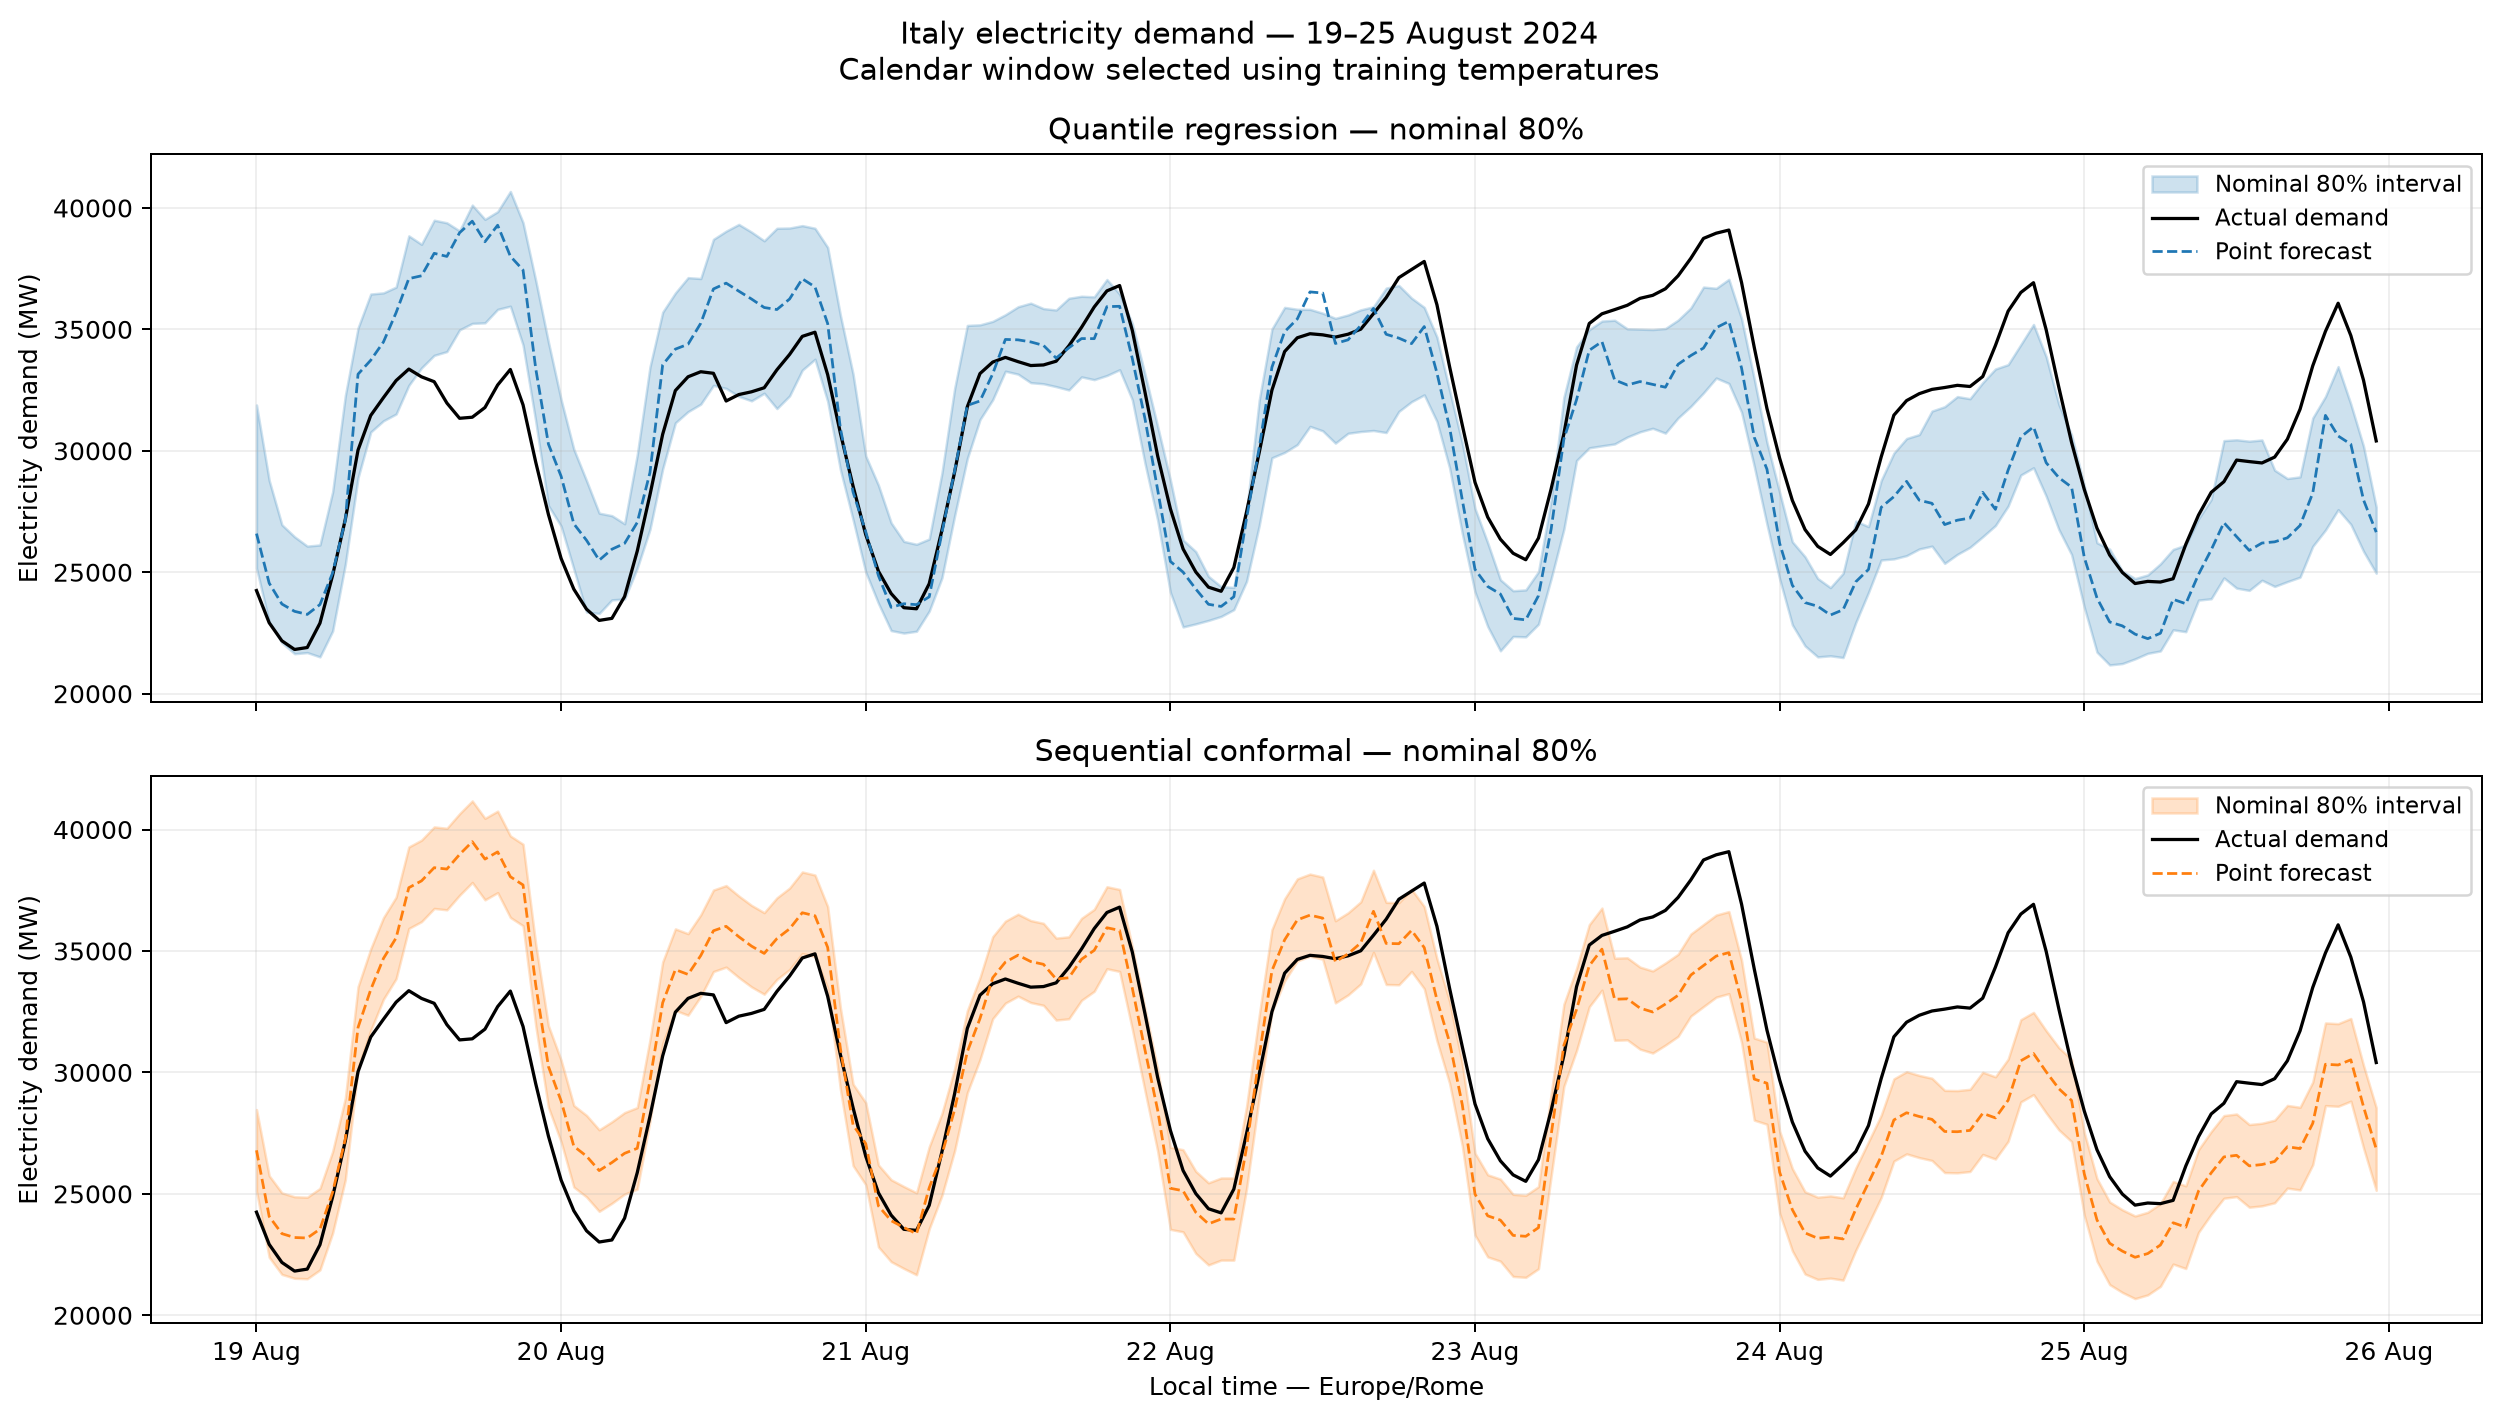 Italy electricity demand — 19–25 August 2024
Calendar window selected using training temperatures
Quantile regression — nominal 80%
Electricity demand (MW)
40000
35000
30000
25000
20000
Nominal 80% interval
Actual demand
Point forecast
Sequential conformal — nominal 80%
Electricity demand (MW)
40000
35000
30000
25000
20000
Nominal 80% interval
Actual demand
Point forecast
19 Aug 20 Aug 21 Aug 22 Aug 23 Aug 24 Aug 25 Aug 26 Aug
Local time — Europe/Rome